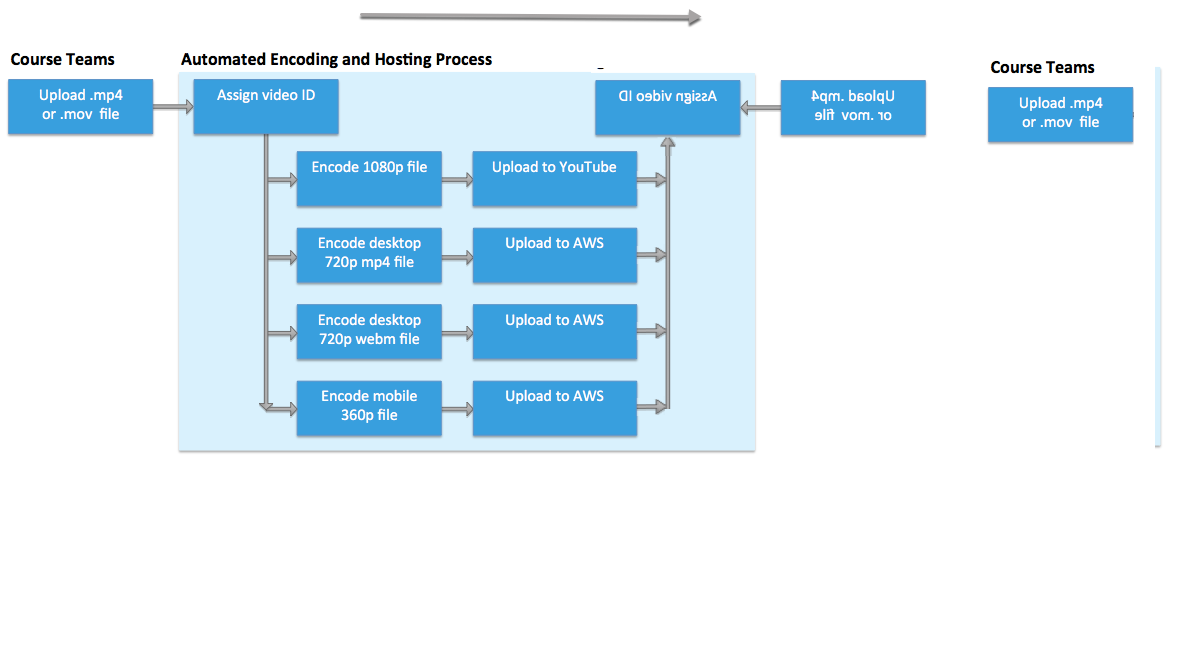 Course Teams
Automated Encoding and Hosting Process
Course Teams
Upload .mp4
or .mov file
Assign video ID
Assign video ID
Upload .mp4
or .mov file
Upload .mp4
or .mov file
Encode 1080p file
Upload to YouTube
Encode desktop
720p mp4 file
Upload to AWS
Encode desktop
720p webm file
Upload to AWS
Encode mobile
360p file
Upload to AWS